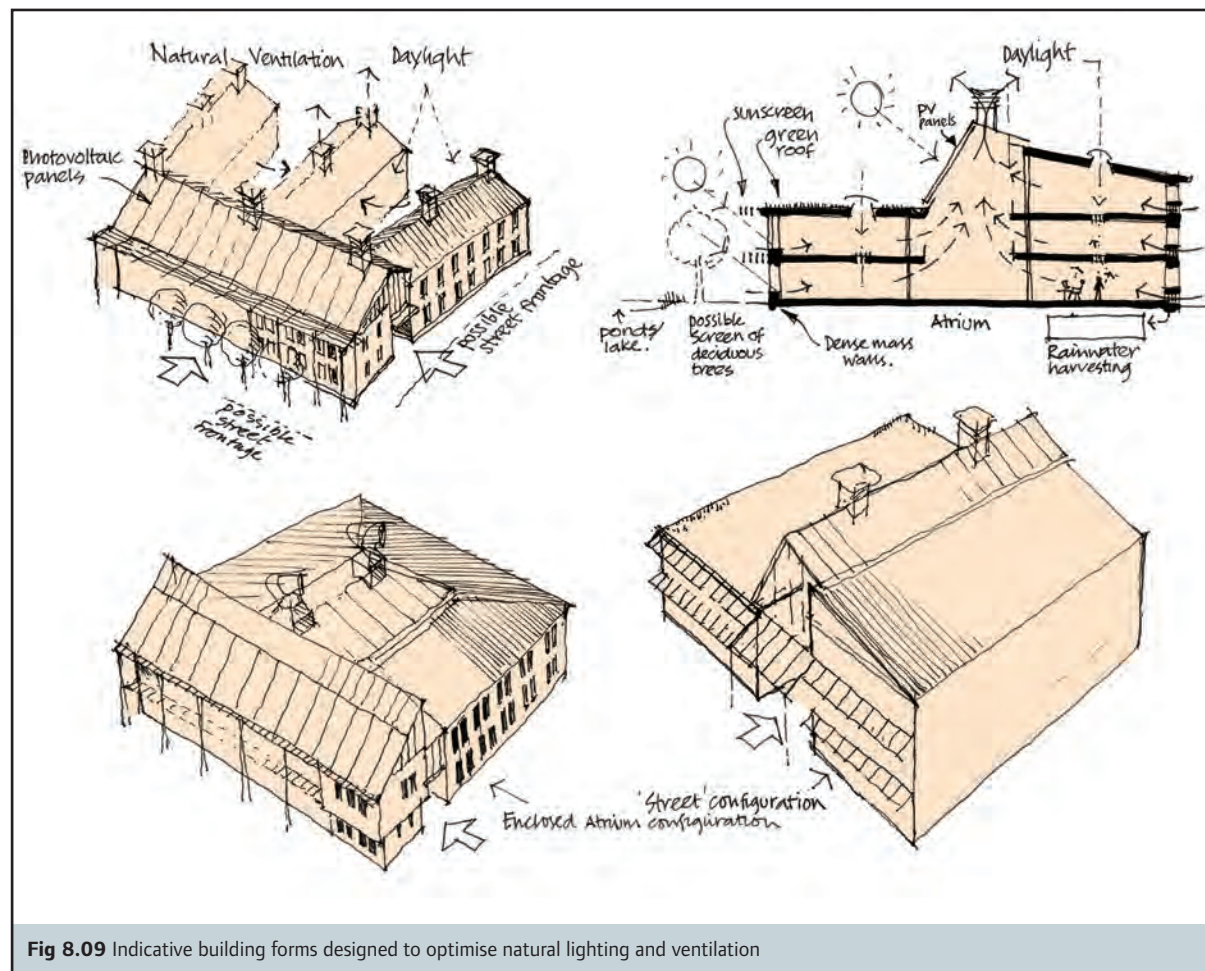 Natural Ventilation
Daylight
Photovoltaic
panels
possible
street frontage
possible
street
frontage
Daylight
sunscreen
green
roof
PV
panels
ponds/
lake.
possible
screen of
deciduous
trees
Dense mass
walls.
Atrium
Rainwater
harvesting
'Street' configuration
Enclosed Atrium configuration
Fig 8.09 Indicative building forms designed to optimise natural lighting and ventilation